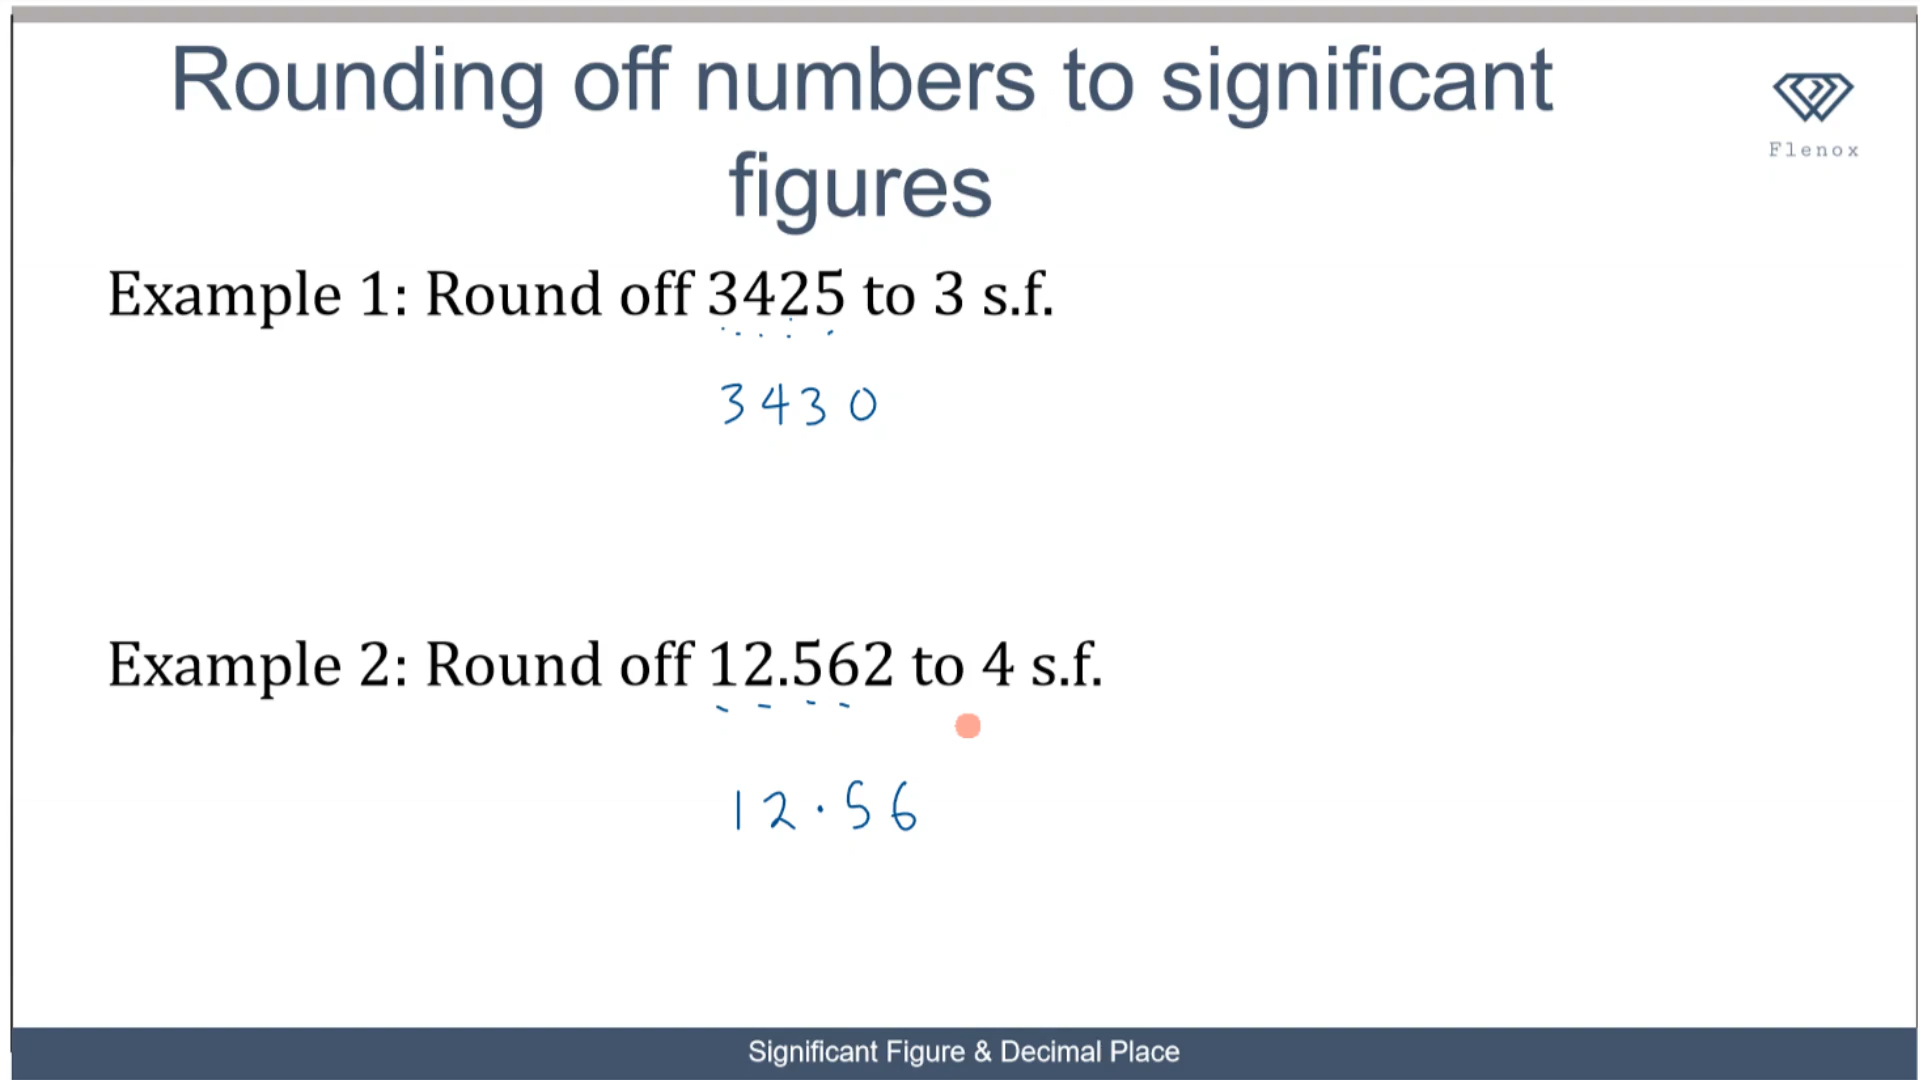 Rounding off numbers to significant
figures
Flenox
Example 1: Round off 3425 to 3 s.f.
3430
Example 2: Round off 12.562 to 4 s.f.
12.56
Significant Figure & Decimal Place